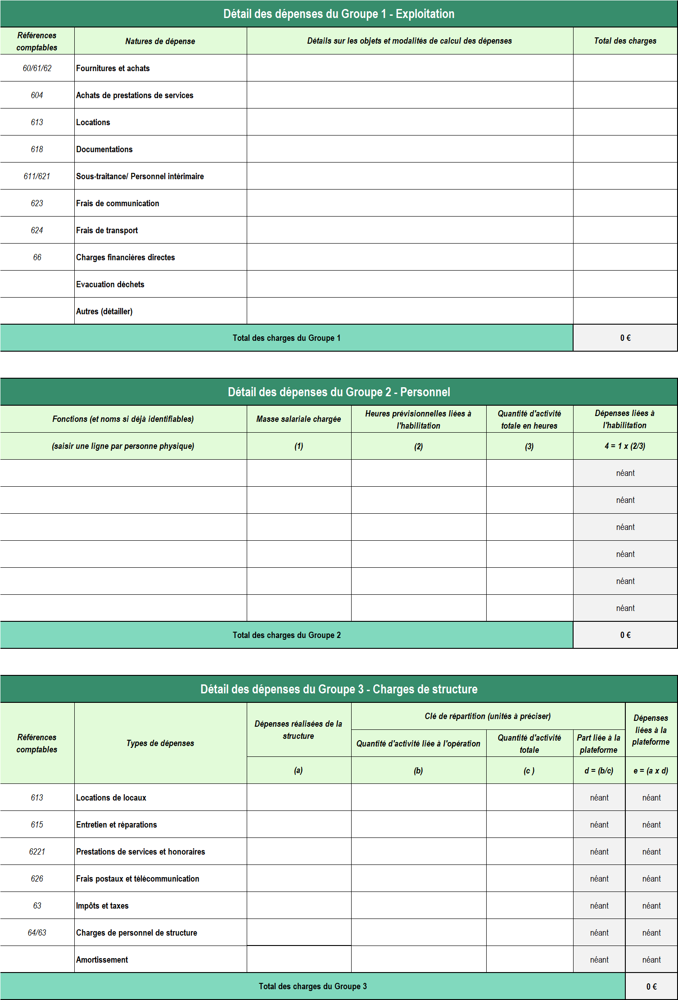 Détail des dépenses du Groupe 1 - Exploitation
Références comptables
Natures de dépense
Détails sur les objets et modalités de calcul des dépenses
Total des charges
60/61/62 Fournitures et achats
604 Achats de prestations de services
613 Locations
618 Documentations
611/621 Sous-traitance/ Personnel intérimaire
623 Frais de communication
624 Frais de transport
66 Charges financières directes
Evacuation déchets
Autres (détailler)
Total des charges du Groupe 1 0 €
Détail des dépenses du Groupe 2 - Personnel
Fonctions (et noms si déjà identifiables)
Masse salariale chargée
Heures prévisionnelles liées à
l'habilitation
Quantité d'activité
totale en heures
Dépenses liées à
l'habilitation
(saisir une ligne par personne physique) (1) (2) (3) 4 = 1 x (2/3)
néant
néant
néant
néant
néant
néant
Total des charges du Groupe 2 0 €
Détail des dépenses du Groupe 3 - Charges de structure
Références
comptables
Types de dépenses
Dépenses réalisées de la
structure
Clé de répartition (unités à préciser)
Quantité d'activité liée à l'opération
Quantité d'activité
totale
Part liée à la
plateforme
Dépenses
liées à la
plateforme
(a) (b) (c ) d = (b/c) e = (a x d)
613 Locations de locaux néant néant
615 Entretien et réparations néant néant
6221 Prestations de services et honoraires néant néant
626 Frais postaux et télécommunication néant néant
63 Impôts et taxes néant néant
64/63 Charges de personnel de structure néant néant
Amortissement néant néant
Total des charges du Groupe 3 0 €